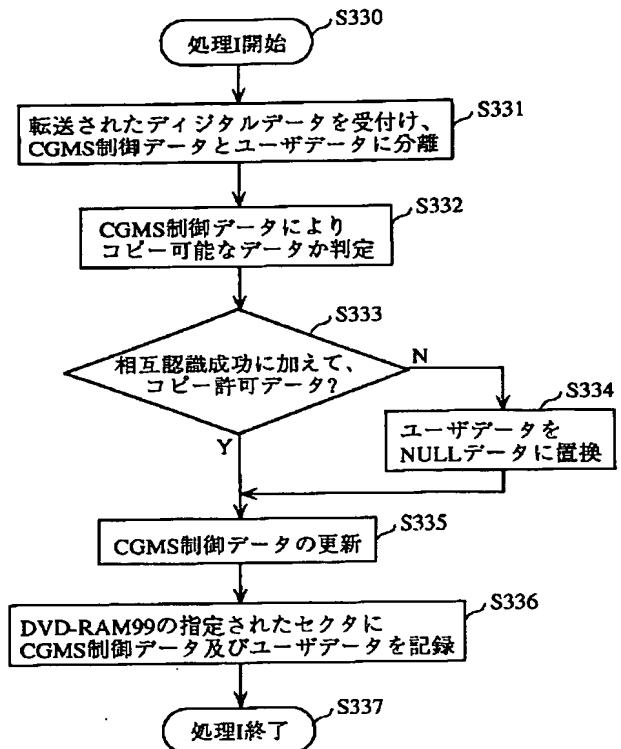 S330
処理I開始
S331
転送されたディジタルデータを受付け、
CGMS制御データとユーザデータに分離
S332
CGMS制御データにより
コピー可能なデータか判定
S333
相互認識成功に加えて、
コピー許可データ?
N
Y
S334
ユーザデータを
NULLデータに置換
S335
CGMS制御データの更新
S336
DVD-RAM99の指定されたセクタに
CGMS制御データ及びユーザデータを記録
S337
処理I終了